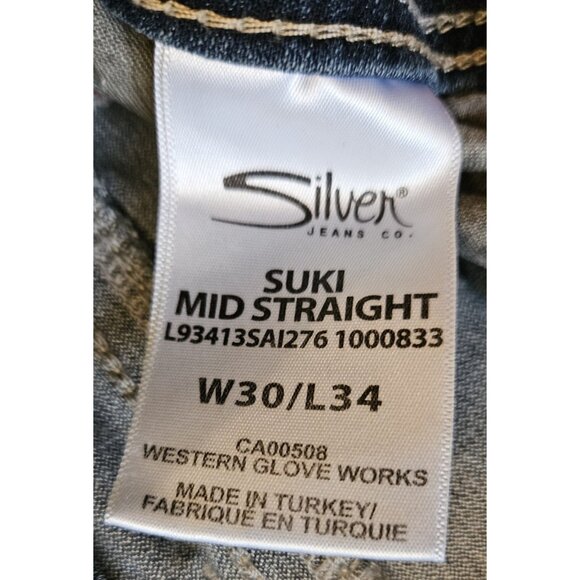 Silver®
JEANS CO.
SUKI
MID STRAIGHT
L93413SAI276 1000833
W30/L34
CA00508
WESTERN GLOVE WORKS
MADE IN TURKEY/
FABRIQUÉ EN TURQUIE